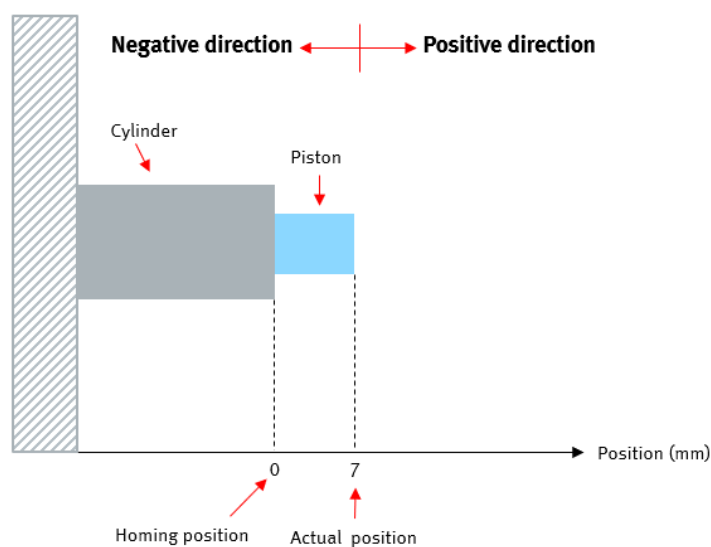 Negative direction
Positive direction
Cylinder
Piston
Position (mm)
0
7
Homing position
Actual position